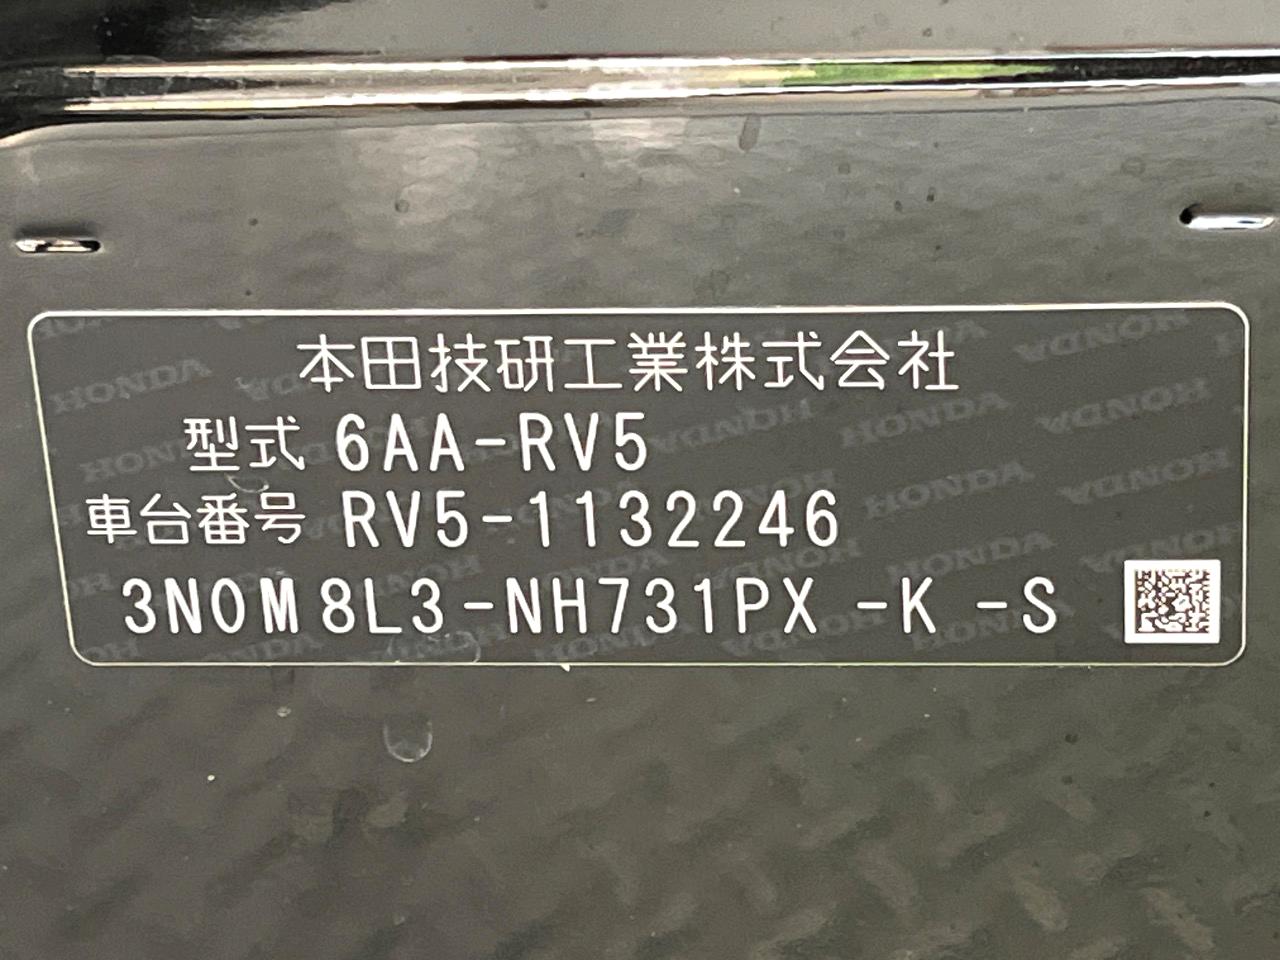 本田技研工業株式会社
型式 6AA-RV5
車台番号 RV5-1132246
3N0M8L3-NH731PX-K -S